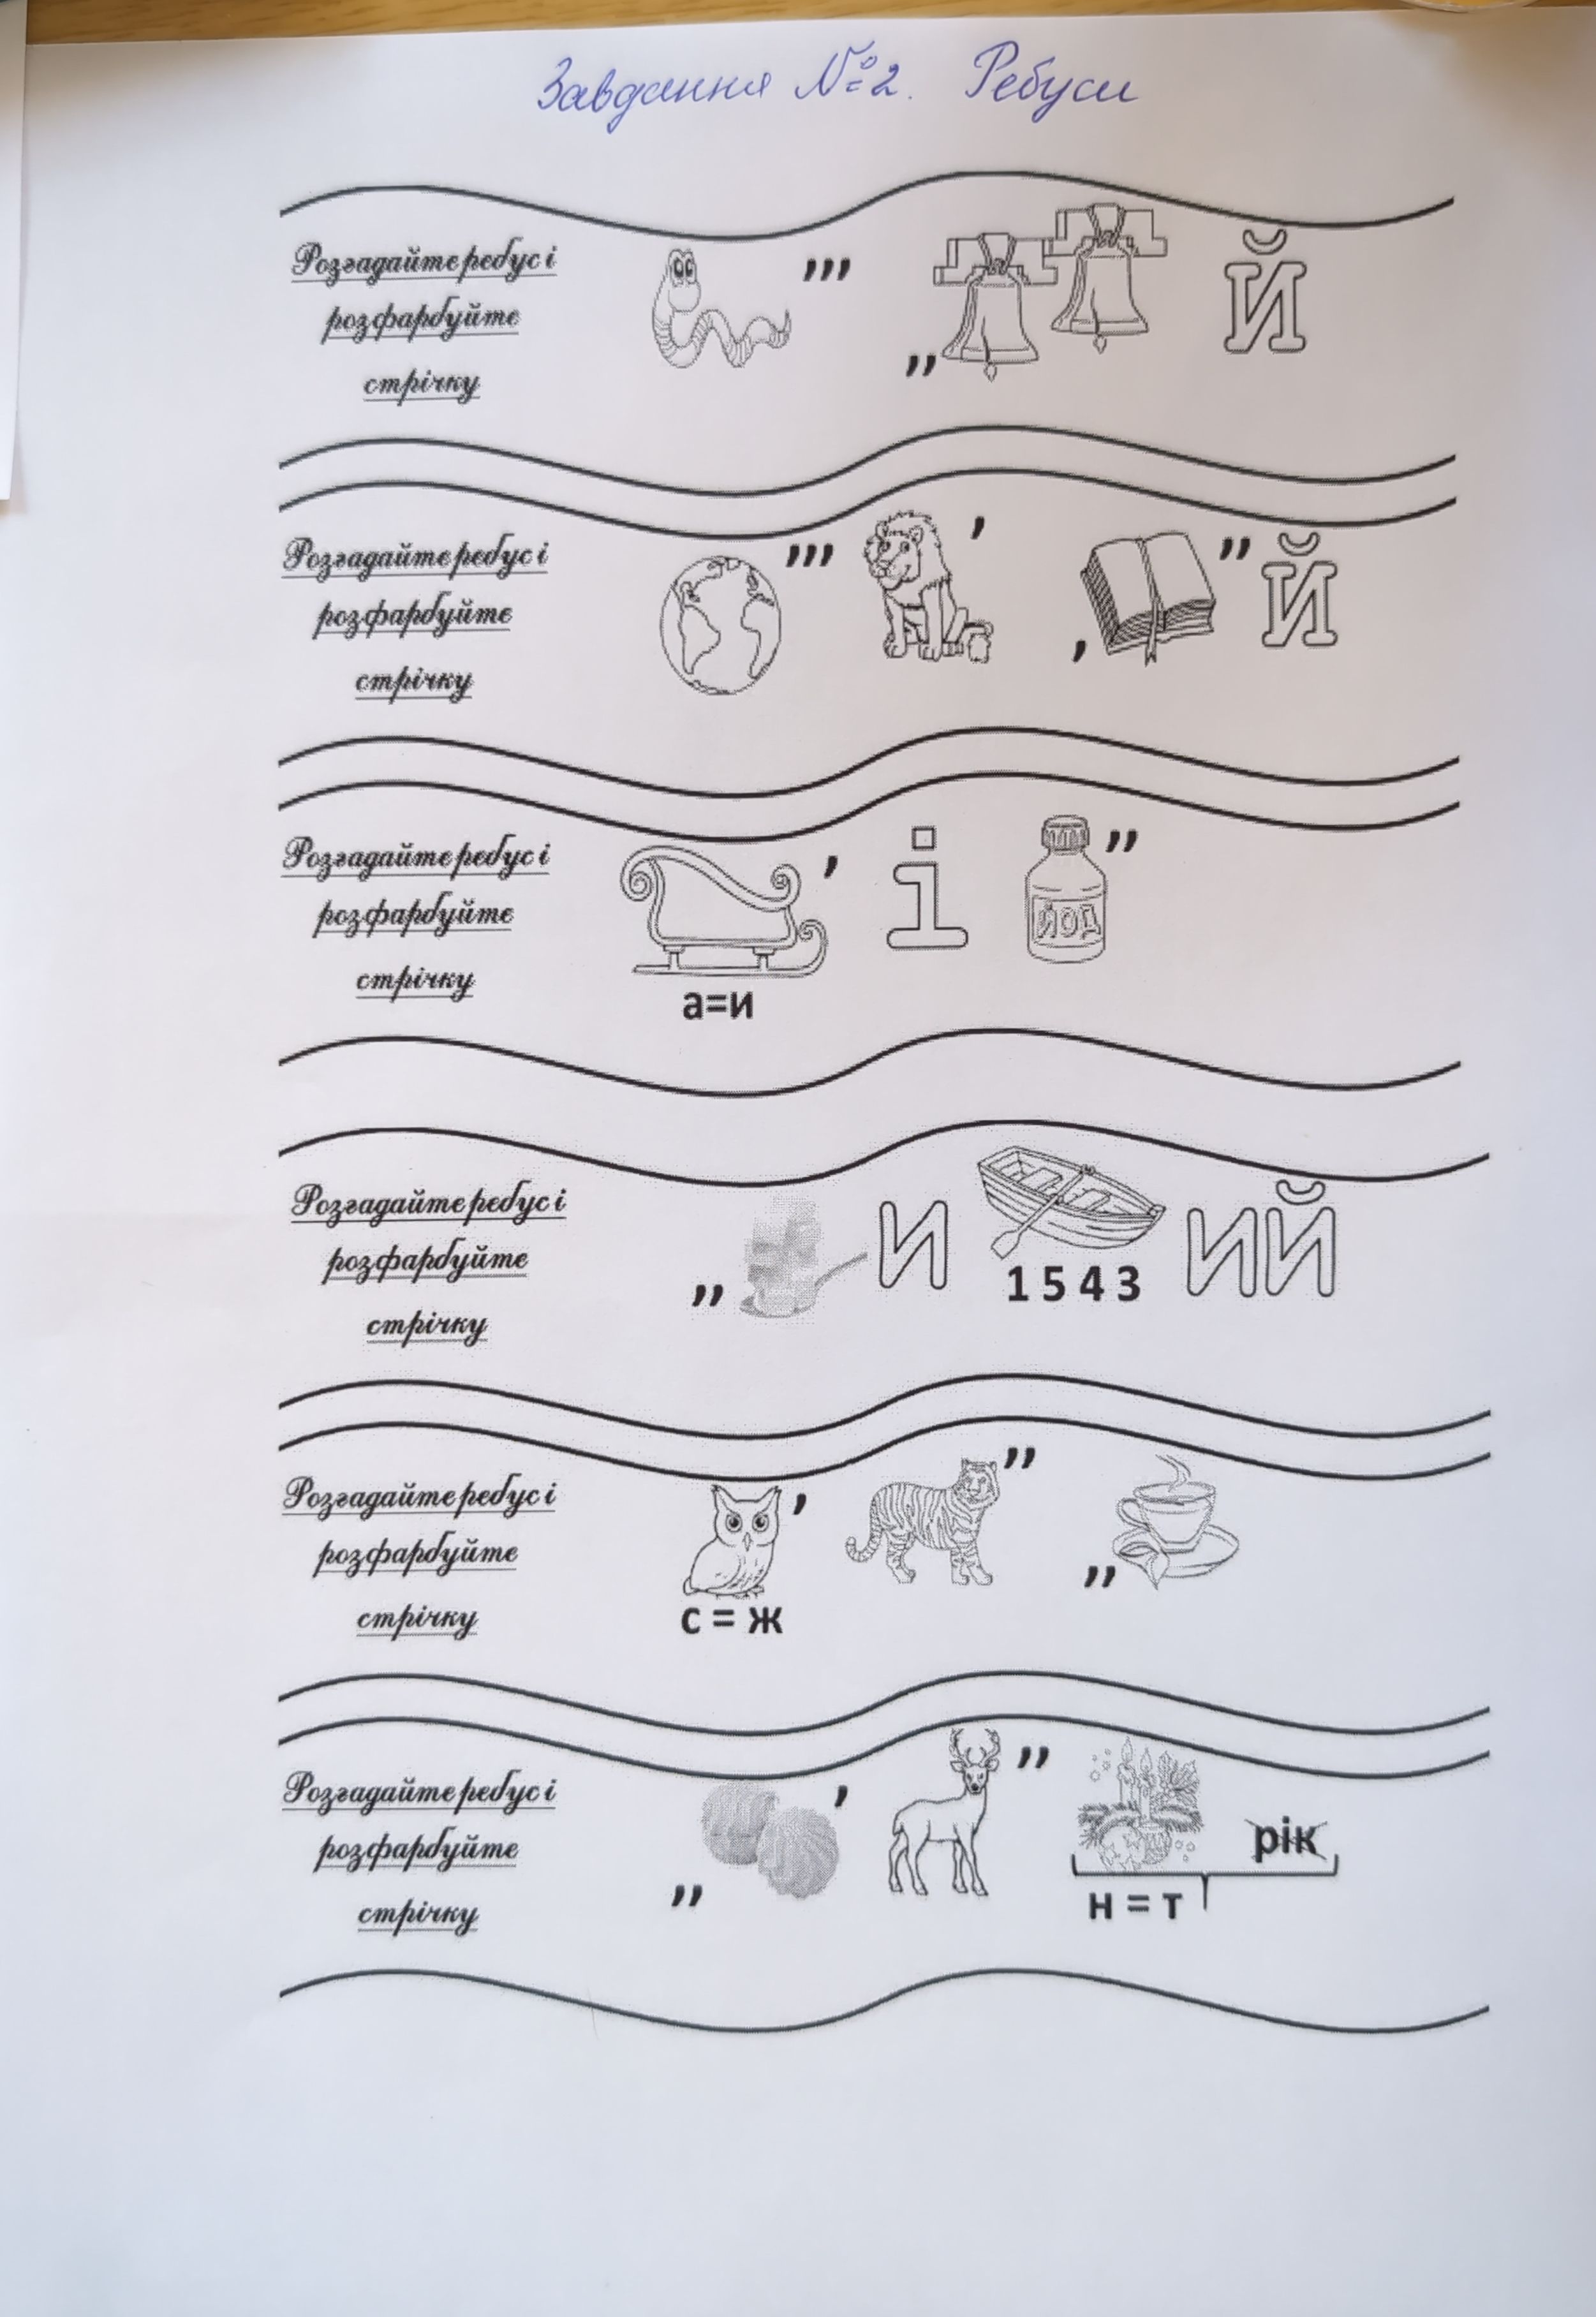 Завдання №2. Ребуси
Розгадайте ребус і
розфарбуйте
стрічку
,,, ,, Й
Розгадайте ребус і
розфарбуйте
стрічку
,,, , , ,, Й
Розгадайте ребус і
розфарбуйте
стрічку
, і ,,
ЙОД
а=и
Розгадайте ребус і
розфарбуйте
стрічку
,, И ИЙ
1 5 4 3
Розгадайте ребус і
розфарбуйте
стрічку
, ,, ,,
с = ж
Розгадайте ребус і
розфарбуйте
стрічку
,, , ,, рік
н = т